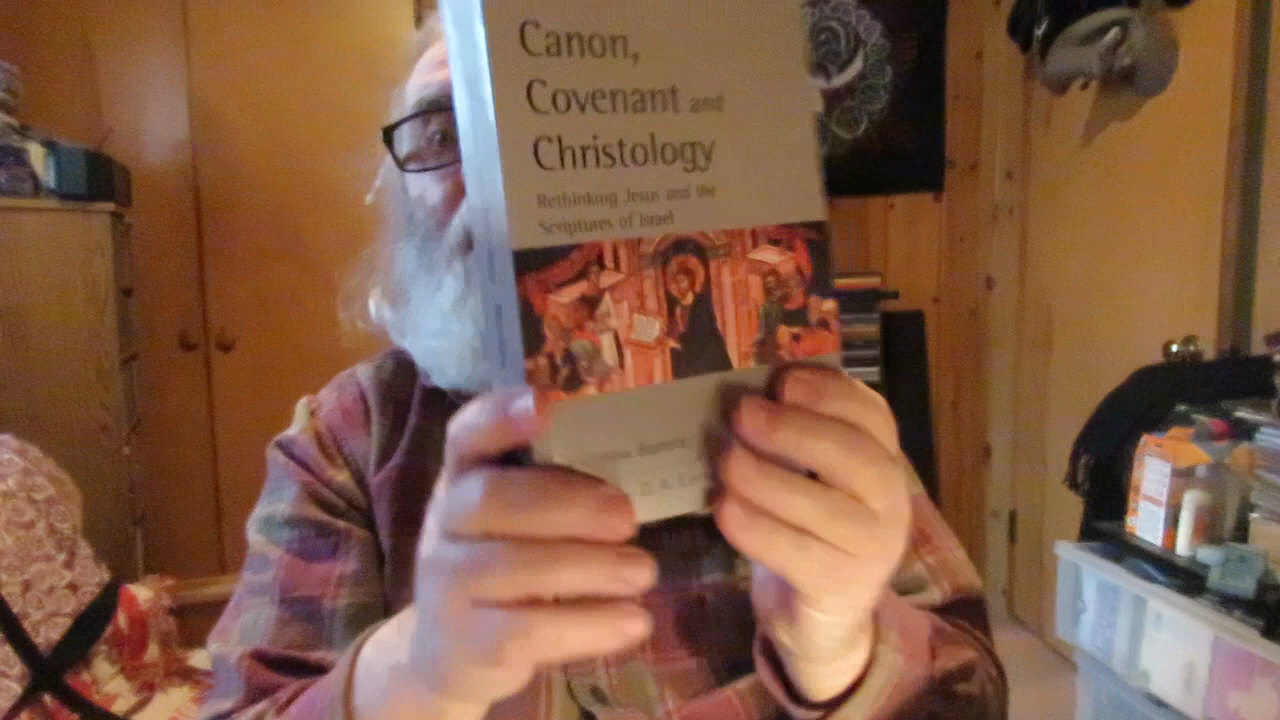 Canon,
Covenant and
Christology
Rethinking Jesus and the
Scriptures of Israel
D. A.